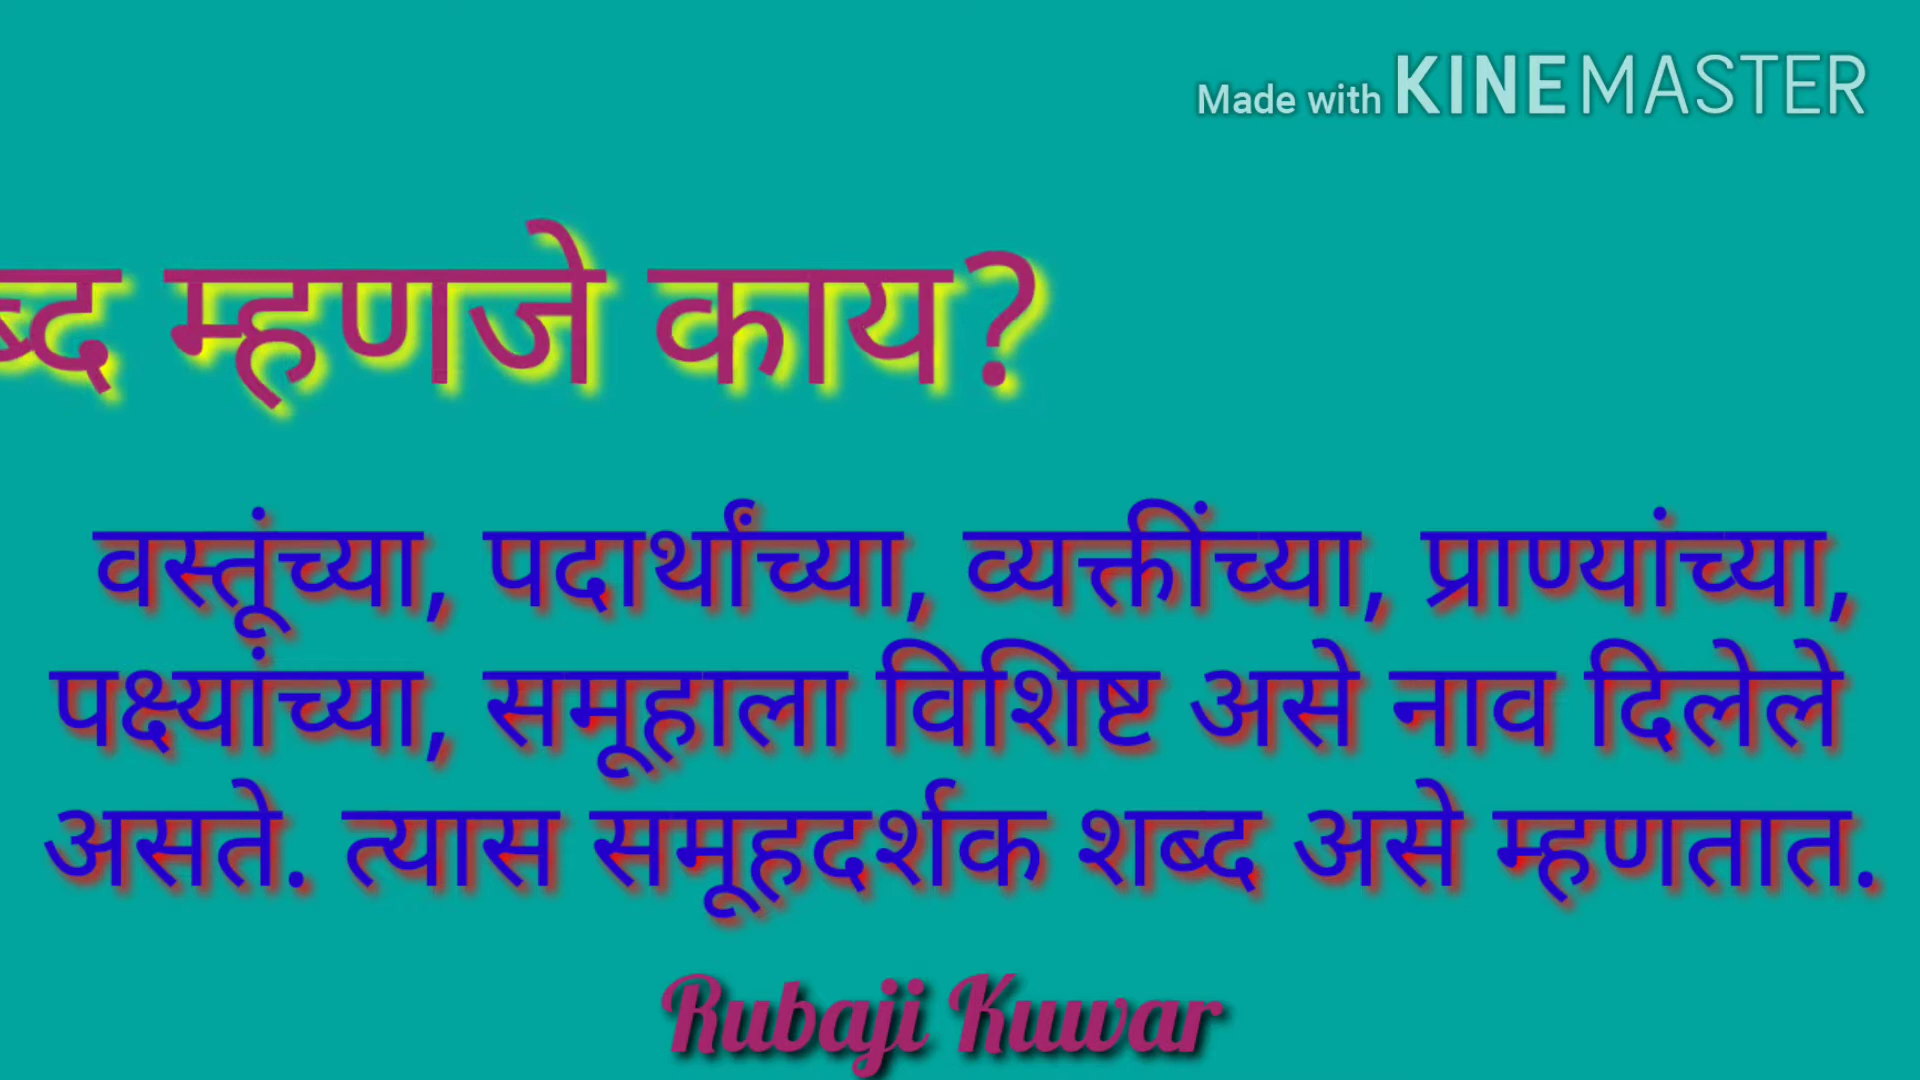 Made with KINEMASTER
म्हणजे काय?
वस्तूंच्या, पदार्थांच्या, व्यक्तींच्या, प्राण्यांच्या,
पक्ष्यांच्या, समूहाला विशिष्ट असे नाव दिलेले
असते. त्यास समूहदर्शक शब्द असे म्हणतात.
Rubaji Kuwar